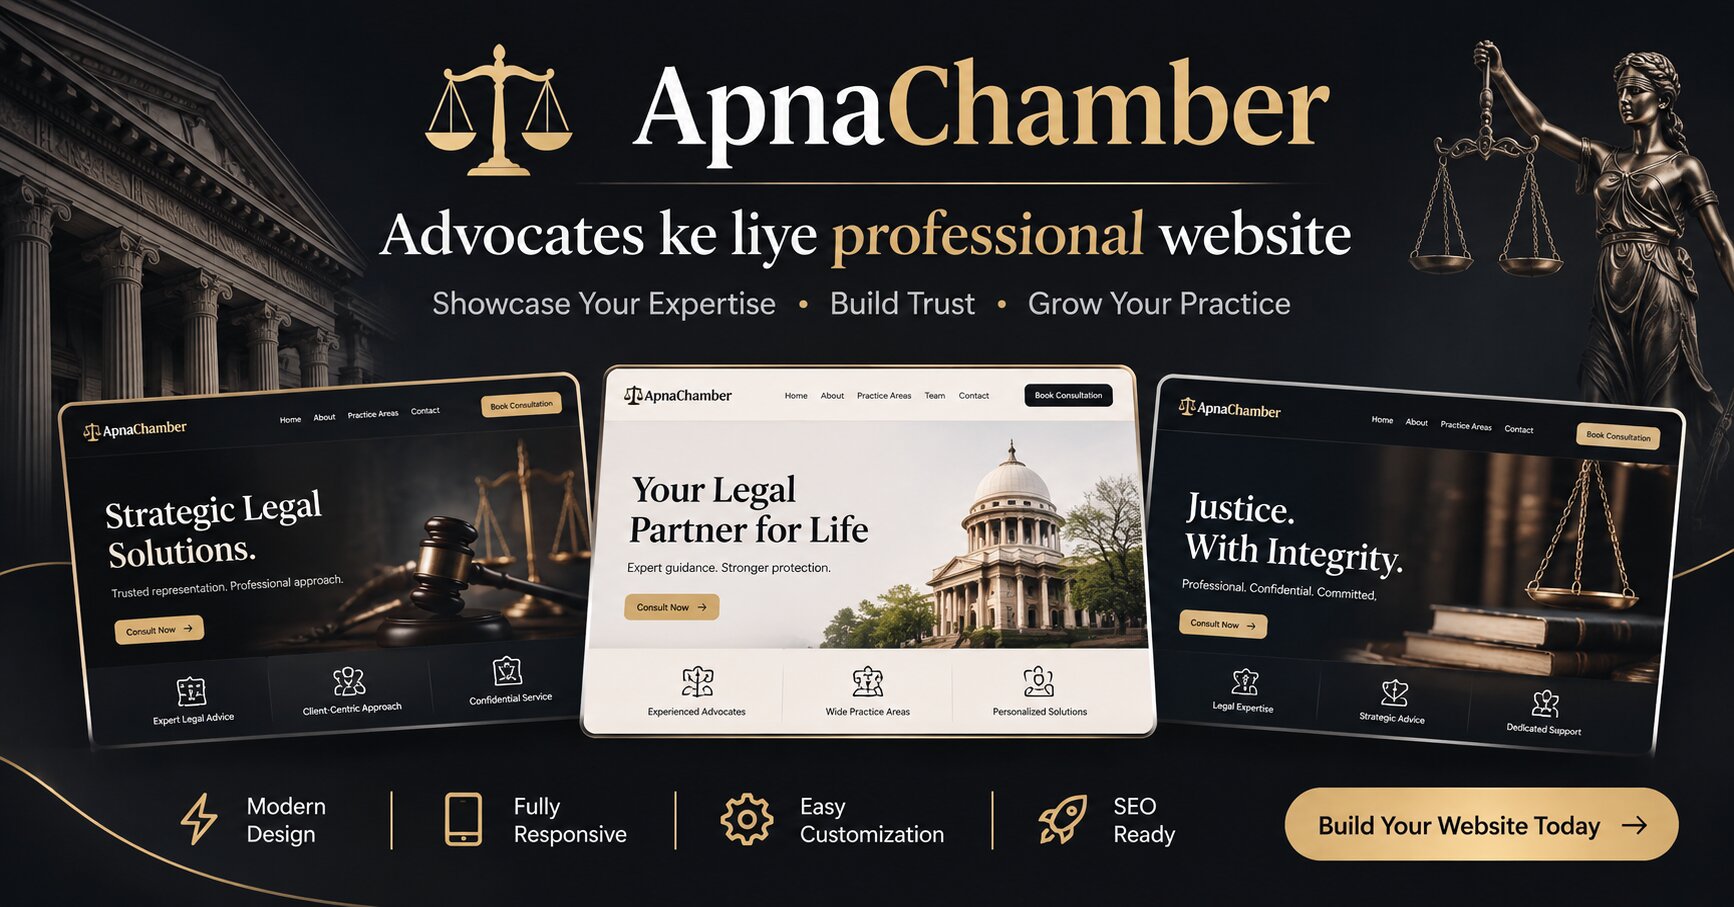 ApnaChamber
Advocates ke liye professional website
Showcase Your Expertise • Build Trust • Grow Your Practice
ApnaChamber
Home About Practice Areas Contact
Book Consultation
Strategic Legal
Solutions.
Trusted representation. Professional approach.
Consult Now →
Expert Legal Advice
Client-Centric Approach
Confidential Service
ApnaChamber
Home About Practice Areas Team Contact
Book Consultation
Your Legal
Partner for Life
Expert guidance. Stronger protection.
Consult Now →
Experienced Advocates
Wide Practice Areas
Personalized Solutions
ApnaChamber
Home About Practice Areas Contact
Book Consultation
Justice.
With Integrity.
Professional. Confidential. Committed,
Consult Now →
Legal Expertise
Strategic Advice
Dedicated Support
Modern
Design
Fully
Responsive
Easy
Customization
SEO
Ready
Build Your Website Today →